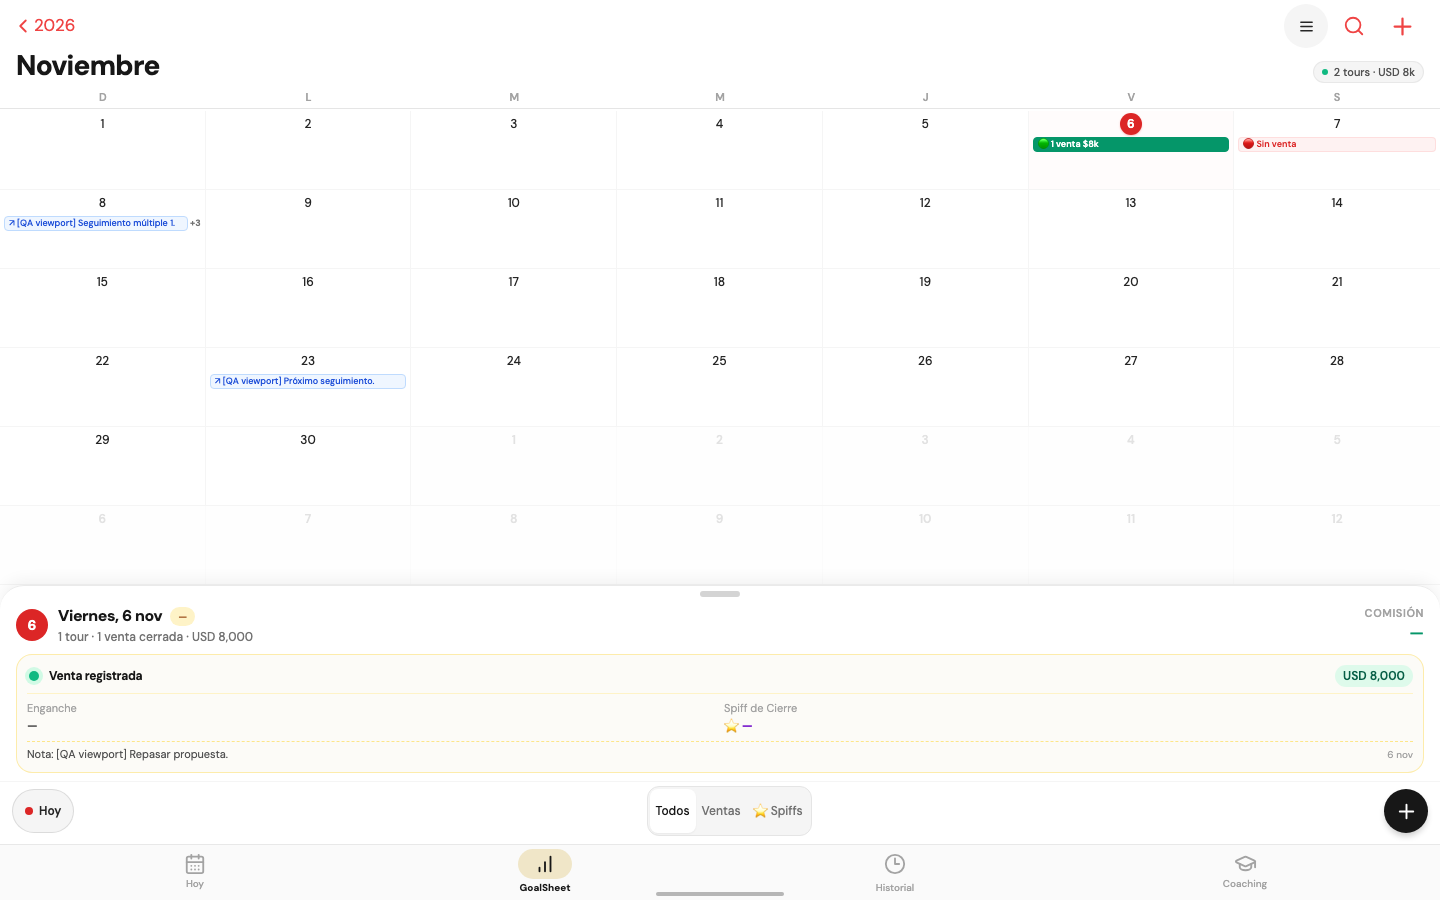 2026
Noviembre
2 tours · USD 8k
D L M M J V S
1 2 3 4 5 6 7
1 venta $8k
Sin venta
8 9 10 11 12 13 14
[QA viewport] Seguimiento múltiple 1. +3
15 16 17 18 19 20 21
22 23 24 25 26 27 28
[QA viewport] Próximo seguimiento.
29 30 1 2 3 4 5
6 7 8 9 10 11 12
6
Viernes, 6 nov –
1 tour · 1 venta cerrada · USD 8,000
COMISIÓN
—
Venta registrada
USD 8,000
Enganche
—
Spiff de Cierre
⭐ —
Nota: [QA viewport] Repasar propuesta.
6 nov
Hoy
Todos Ventas ⭐ Spiffs
Hoy GoalSheet Historial Coaching